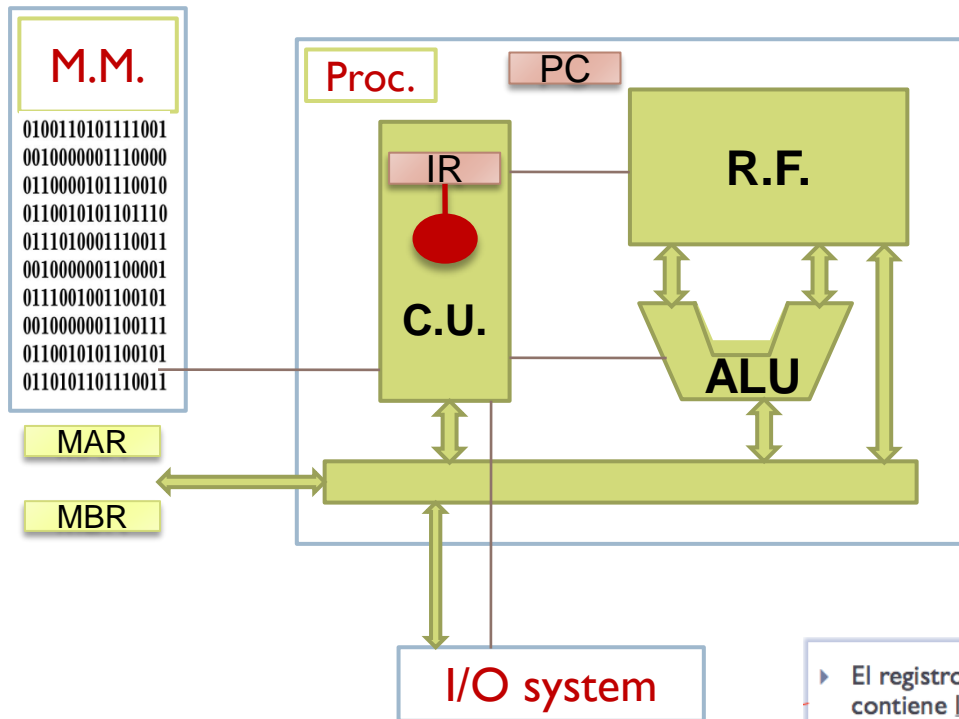 M.M.
0100110101111001
0010000001110000
0110000101110010
0110010101101110
0111010001110011
0010000001100001
0111001001100101
0010000001100111
0110010101100101
0110101101110011
MAR
MBR
Proc.
PC
IR
C.U.
R.F.
ALU
I/O system
El registro
contiene